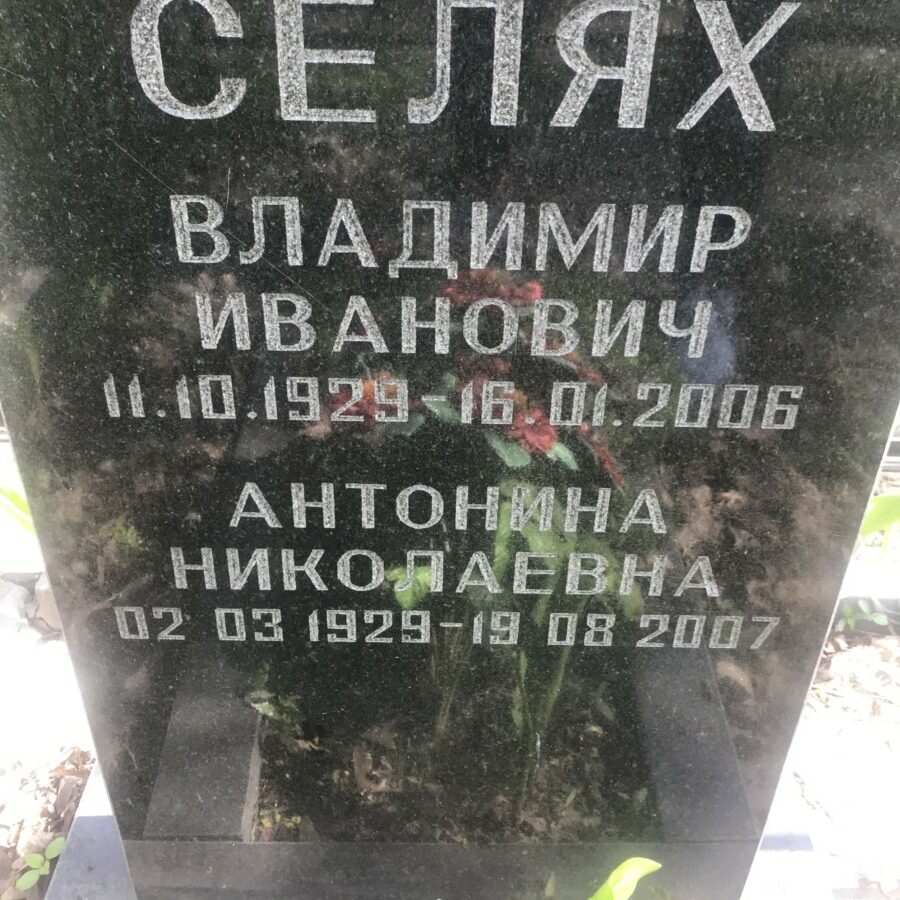 СЕЛЯХ
ВЛАДИМИР
ИВАНОВИЧ
11.10.1929-16.01.2006
АНТОНИНА
НИКОЛАЕВНА
02 03 1929-19 08 2007